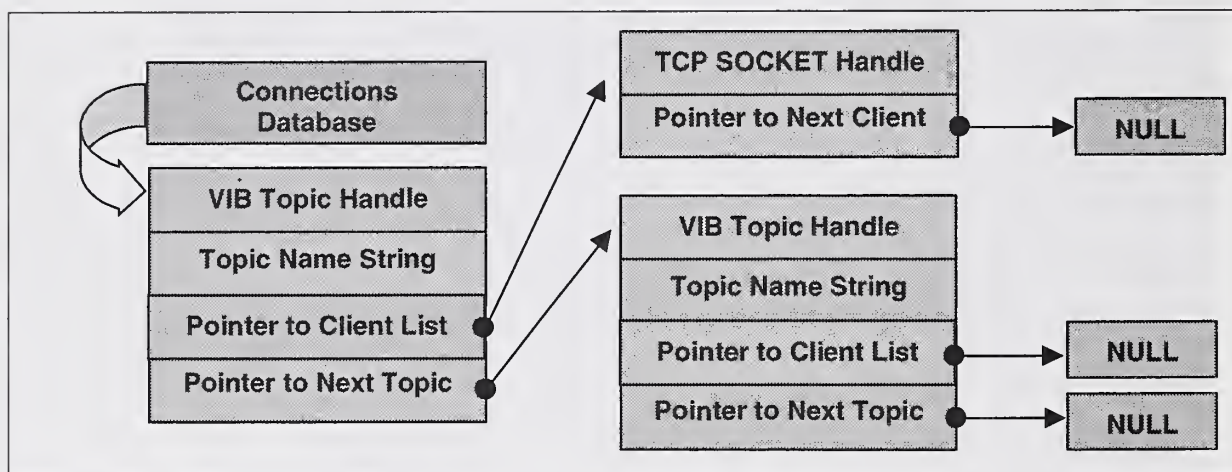 Connections
Database
VIB Topic Handle
Topic Name String
Pointer to Client List
Pointer to Next Topic
TCP SOCKET Handle
Pointer to Next Client
NULL
VIB Topic Handle
Topic Name String
Pointer to Client List
NULL
Pointer to Next Topic
NULL